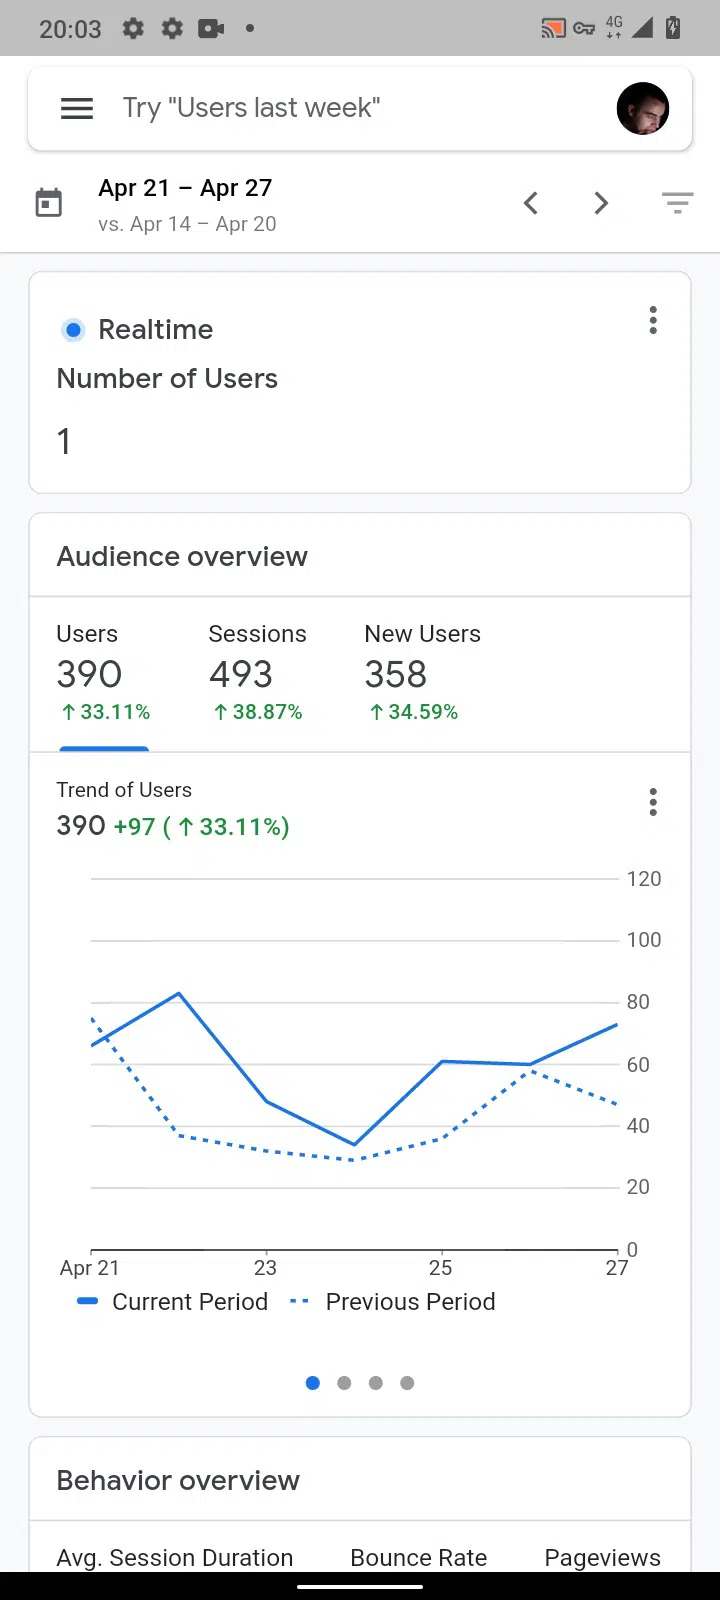 20:03
4G
Try "Users last week"
Apr 21 – Apr 27
vs. Apr 14 – Apr 20
Realtime
Number of Users
1
Audience overview
Users Sessions New Users
390 493 358
↑ 33.11% ↑ 38.87% ↑ 34.59%
Trend of Users
390 +97 ( ↑ 33.11%)
120
100
80
60
40
20
0
Apr 21 23 25 27
Current Period Previous Period
Behavior overview
Avg. Session Duration Bounce Rate Pageviews